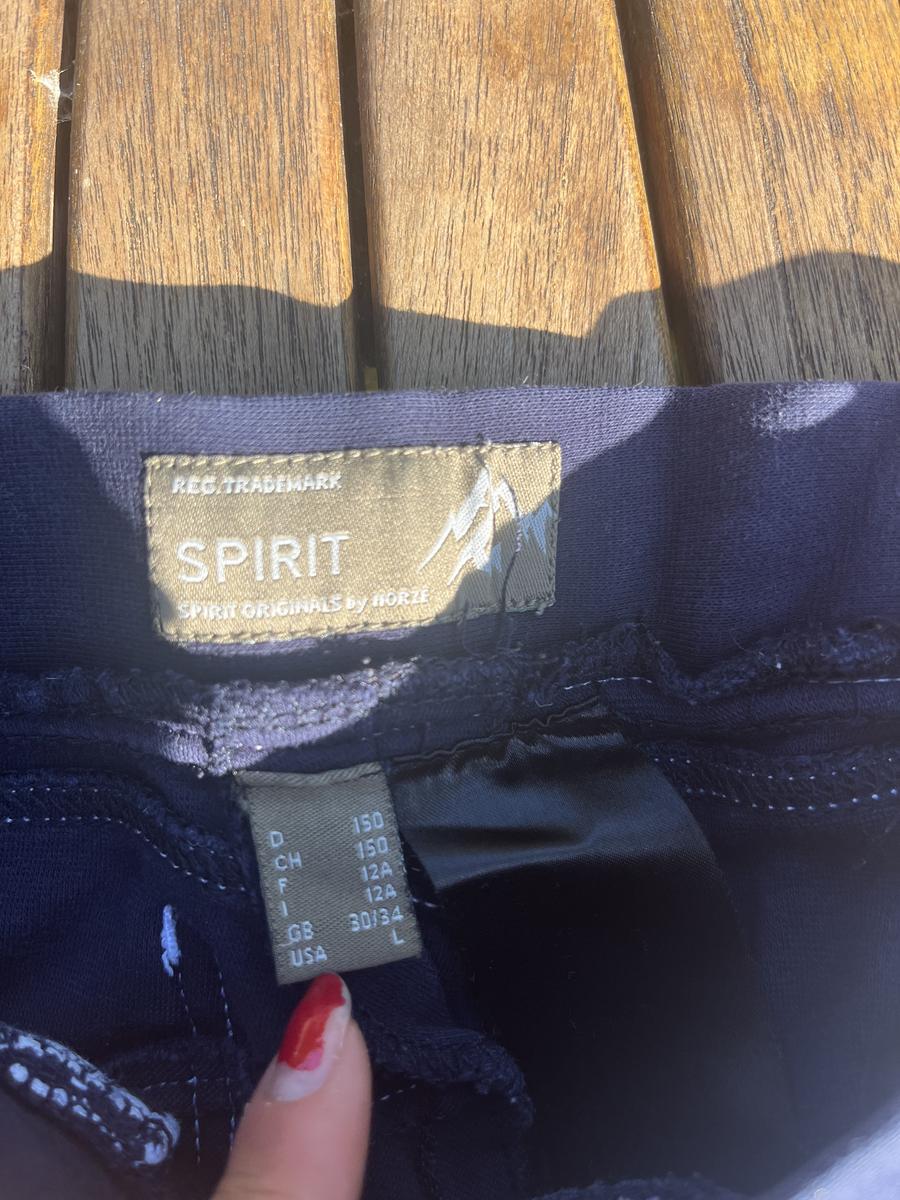 REG.TRADEMARK
SPIRIT
SPIRIT ORIGINALS by HORZE
D 150
CH 150
F 12A
I 12A
GB 30/34
USA L